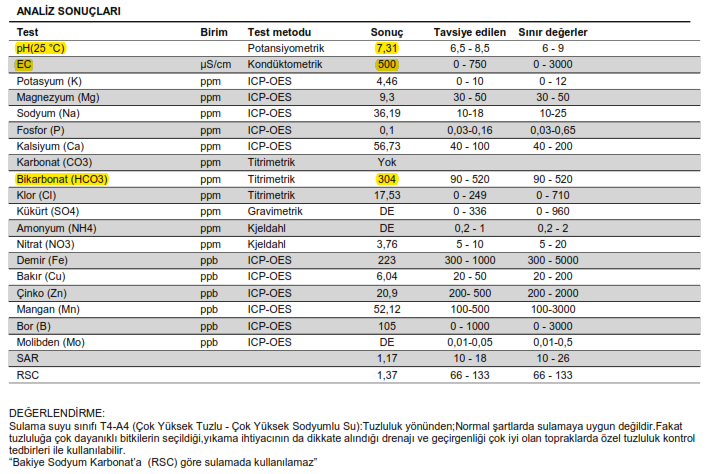 ANALİZ SONUÇLARI
Test Birim Test metodu Sonuç Tavsiye edilen Sınır değerler
pH(25 °C) Potansiyometrik 7,31 6,5 - 8,5 6 - 9
EC µS/cm Kondüktometrik 500 0 - 750 0 - 3000
Potasyum (K) ppm ICP-OES 4,46 0 - 10 0 - 12
Magnezyum (Mg) ppm ICP-OES 9,3 30 - 50 30 - 50
Sodyum (Na) ppm ICP-OES 36,19 10-18 10-25
Fosfor (P) ppm ICP-OES 0,1 0,03-0,16 0,03-0,65
Kalsiyum (Ca) ppm ICP-OES 56,73 40 - 100 40 - 200
Karbonat (CO3) ppm Titrimetrik Yok
Bikarbonat (HCO3) ppm Titrimetrik 304 90 - 520 90 - 520
Klor (Cl) ppm Titrimetrik 17,53 0 - 249 0 - 710
Kükürt (SO4) ppm Gravimetrik DE 0 - 336 0 - 960
Amonyum (NH4) ppm Kjeldahl DE 0,2 - 1 0,2 - 2
Nitrat (NO3) ppm Kjeldahl 3,76 5 - 10 5 - 20
Demir (Fe) ppb ICP-OES 223 300 - 1000 300 - 5000
Bakır (Cu) ppb ICP-OES 6,04 20 - 50 20 - 200
Çinko (Zn) ppb ICP-OES 20,9 200- 500 200 - 2000
Mangan (Mn) ppb ICP-OES 52,12 100-500 100-3000
Bor (B) ppb ICP-OES 105 0 - 1000 0 - 3000
Molibden (Mo) ppb ICP-OES DE 0,01-0,05 0,01-0,5
SAR 1,17 10 - 18 10 - 26
RSC 1,37 66 - 133 66 - 133
DEĞERLENDİRME:
Sulama suyu sınıfı T4-A4 (Çok Yüksek Tuzlu - Çok Yüksek Sodyumlu Su):Tuzluluk yönünden;Normal şartlarda sulamaya uygun değildir.Fakat
tuzluluğa çok dayanıklı bitkilerin seçildiği,yıkama ihtiyacının da dikkate alındığı drenajı ve geçirgenliği çok iyi olan topraklarda özel tuzluluk kontrol
tedbirleri ile kullanılabilir.
“Bakiye Sodyum Karbonat’a (RSC) göre sulamada kullanılamaz”